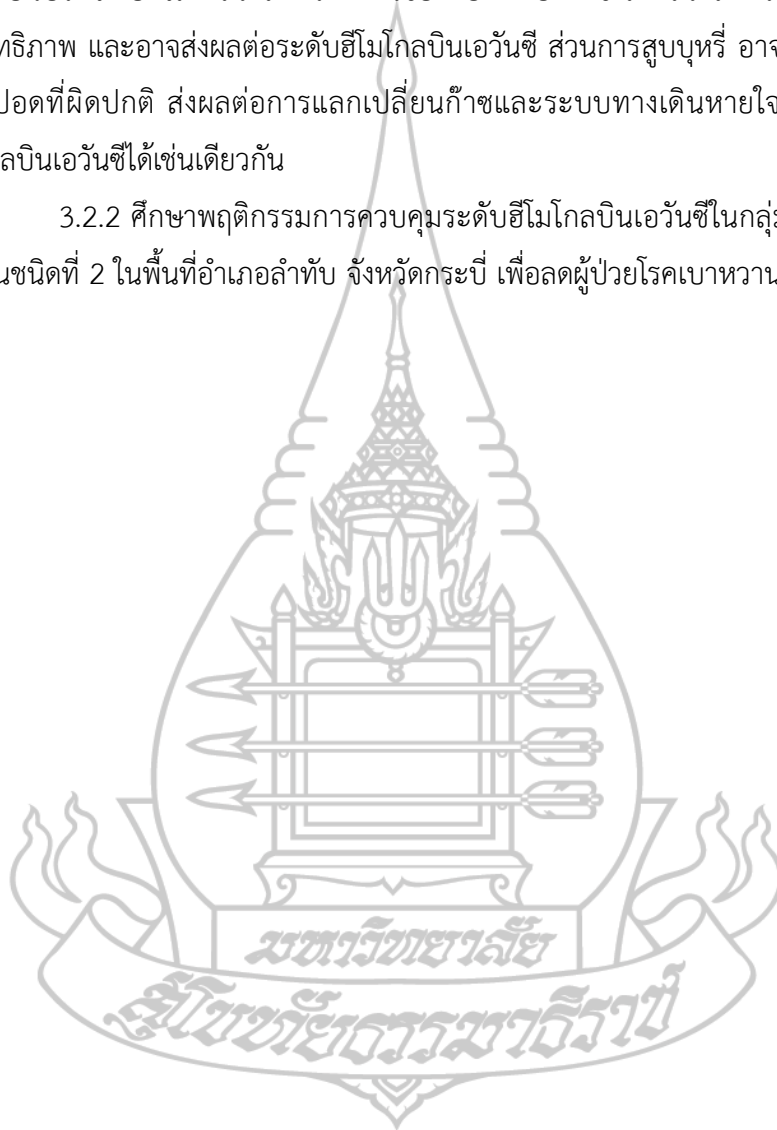 ทธิภาพ และอาจส่งผลต่อระดับฮีโมโกลบินเอวันซี ส่วนการสูบบุหรี่ อาจ
ปอดที่ผิดปกติ ส่งผลต่อการแลกเปลี่ยนก๊าซและระบบทางเดินหายใจ
ลบินเอวันซีได้เช่นเดียวกัน
3.2.2 ศึกษาพฤติกรรมการควบคุมระดับฮีโมโกลบินเอวันซีในกลุ่ม
นชนิดที่ 2 ในพื้นที่อำเภอลำทับ จังหวัดกระบี่ เพื่อลดผู้ป่วยโรคเบาหวาน
มหาวิทยาลัย
สุโขทัยธรรมาธิราช